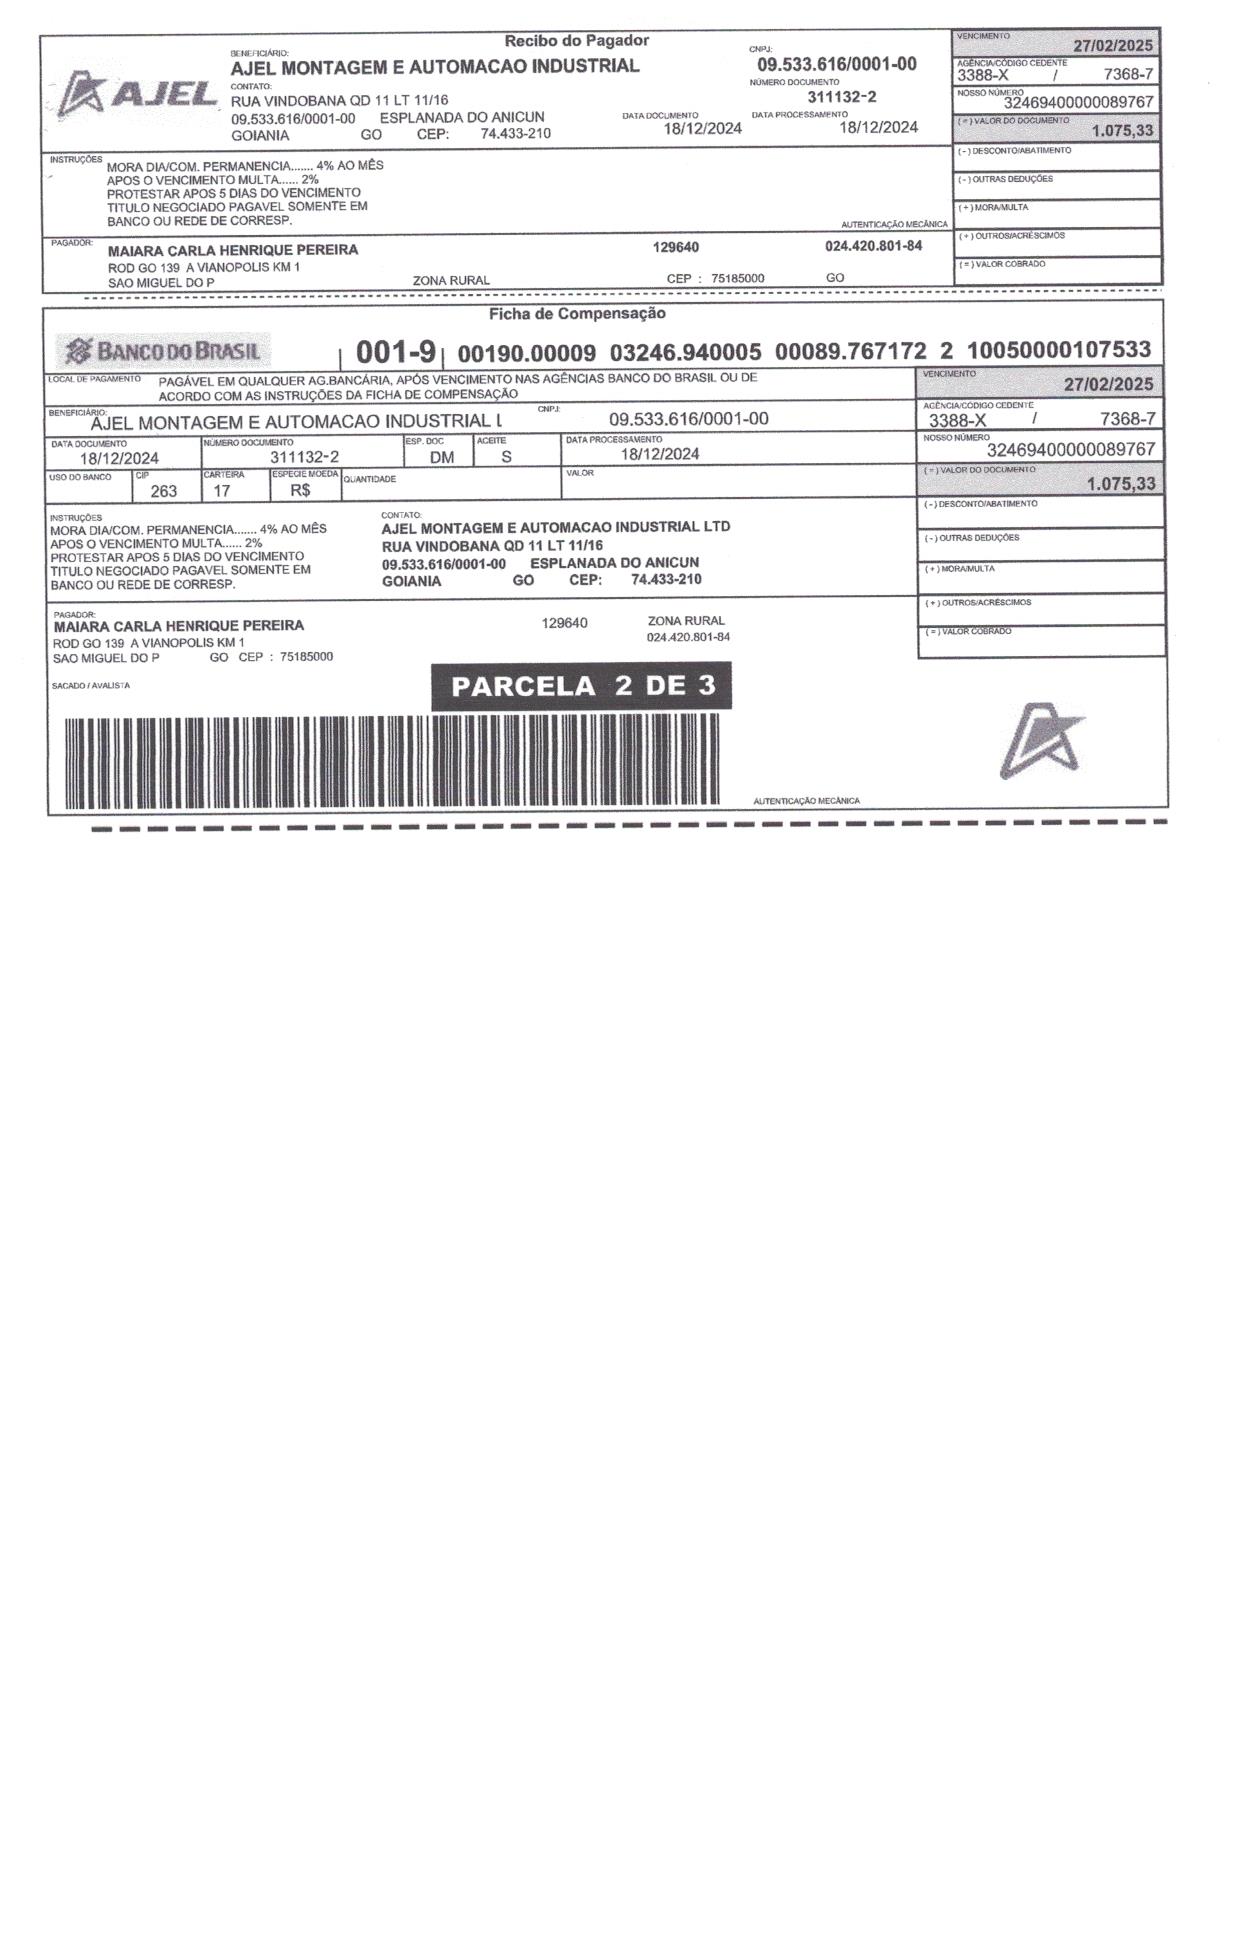 Recibo do Pagador
AJEL
BENEFICIÁRIO:
AJEL MONTAGEM E AUTOMACAO INDUSTRIAL
CNPJ:
09.533.616/0001-00
CONTATO:
RUA VINDOBANA QD 11 LT 11/16
NÚMERO DOCUMENTO
311132-2
09.533.616/0001-00 ESPLANADA DO ANICUN
GOIANIA GO CEP: 74.433-210
DATA DOCUMENTO
18/12/2024
DATA PROCESSAMENTO
18/12/2024
VENCIMENTO
27/02/2025
AGÊNCIA/CÓDIGO CEDENTE
3388-X / 7368-7
NOSSO NÚMERO
32469400000089767
( = ) VALOR DO DOCUMENTO
1.075,33
( - ) DESCONTO/ABATIMENTO
( - ) OUTRAS DEDUÇÕES
( + ) MORA/MULTA
( + ) OUTROS/ACRÉSCIMOS
( = ) VALOR COBRADO
INSTRUÇÕES
MORA DIA/COM. PERMANENCIA...... 4% AO MÊS
APOS O VENCIMENTO MULTA...... 2%
PROTESTAR APOS 5 DIAS DO VENCIMENTO
TITULO NEGOCIADO PAGAVEL SOMENTE EM
BANCO OU REDE DE CORRESP.
AUTENTICAÇÃO MECÂNICA
PAGADOR:
MAIARA CARLA HENRIQUE PEREIRA 129640 024.420.801-84
ROD GO 139 A VIANOPOLIS KM 1
SAO MIGUEL DO P ZONA RURAL CEP : 75185000 GO
Ficha de Compensação
BANCO DO BRASIL 001-9 00190.00009 03246.940005 00089.767172 2 10050000107533
LOCAL DE PAGAMENTO
PAGÁVEL EM QUALQUER AG.BANCÁRIA, APÓS VENCIMENTO NAS AGÊNCIAS BANCO DO BRASIL OU DE
ACORDO COM AS INSTRUÇÕES DA FICHA DE COMPENSAÇÃO
VENCIMENTO
27/02/2025
BENEFICIÁRIO:
AJEL MONTAGEM E AUTOMACAO INDUSTRIAL L
CNPJ:
09.533.616/0001-00
AGÊNCIA/CÓDIGO CEDENTE
3388-X / 7368-7
DATA DOCUMENTO
18/12/2024
NÚMERO DOCUMENTO
311132-2
ESP. DOC
DM
ACEITE
S
DATA PROCESSAMENTO
18/12/2024
NOSSO NÚMERO
32469400000089767
USO DO BANCO
CIP
263
CARTEIRA
17
ESPECIE MOEDA
R$
QUANTIDADE
VALOR
( = ) VALOR DO DOCUMENTO
1.075,33
( - ) DESCONTO/ABATIMENTO
( - ) OUTRAS DEDUÇÕES
( + ) MORA/MULTA
( + ) OUTROS/ACRÉSCIMOS
( = ) VALOR COBRADO
INSTRUÇÕES
MORA DIA/COM. PERMANENCIA....... 4% AO MÊS
APOS O VENCIMENTO MULTA...... 2%
PROTESTAR APOS 5 DIAS DO VENCIMENTO
TITULO NEGOCIADO PAGAVEL SOMENTE EM
BANCO OU REDE DE CORRESP.
CONTATO:
AJEL MONTAGEM E AUTOMACAO INDUSTRIAL LTD
RUA VINDOBANA QD 11 LT 11/16
09.533.616/0001-00 ESPLANADA DO ANICUN
GOIANIA GO CEP: 74.433-210
PAGADOR:
MAIARA CARLA HENRIQUE PEREIRA 129640 ZONA RURAL
ROD GO 139 A VIANOPOLIS KM 1 024.420.801-84
SAO MIGUEL DO P GO CEP : 75185000
SACADO / AVALISTA
PARCELA 2 DE 3
AUTENTICAÇÃO MECÂNICA